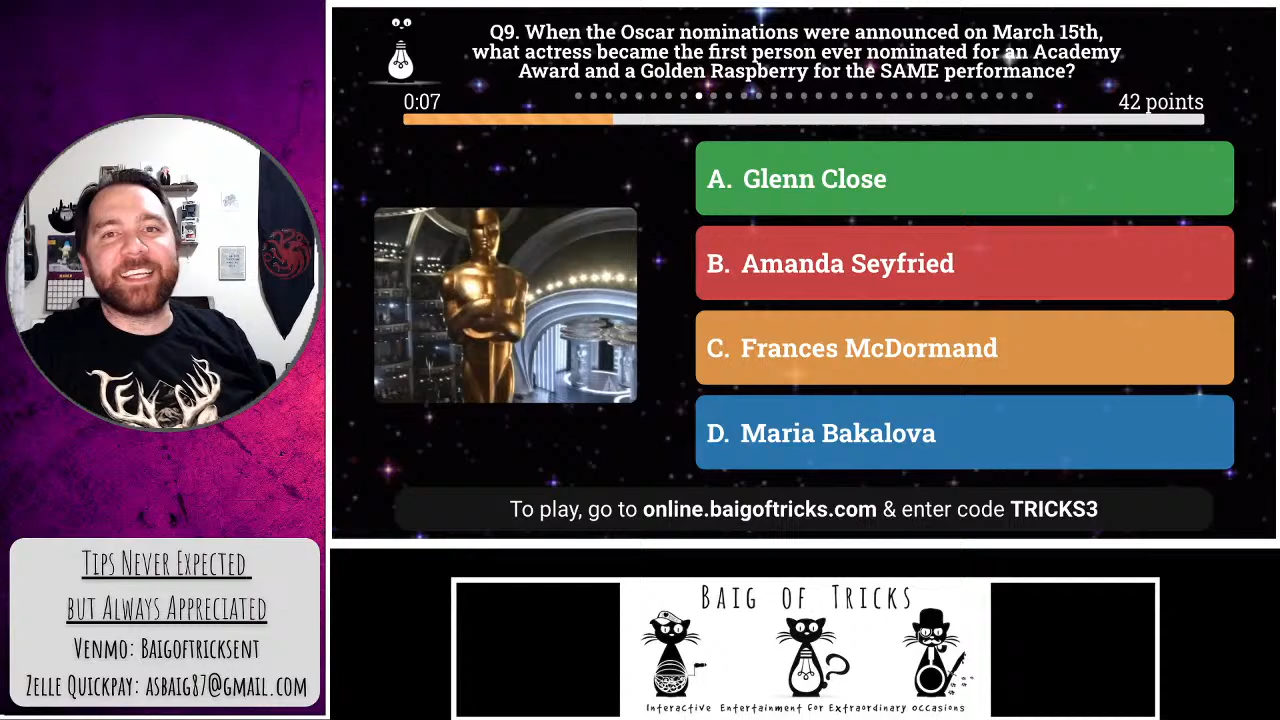 Q9. When the Oscar nominations were announced on March 15th,
what actress became the first person ever nominated for an Academy
Award and a Golden Raspberry for the SAME performance?
0:07
42 points
A. Glenn Close
B. Amanda Seyfried
C. Frances McDormand
D. Maria Bakalova
To play, go to online.baigoftricks.com & enter code TRICKS3
TEN CLUB
Tips Never Expected
but Always Appreciated
Venmo: Baigoftricksent
Zelle Quickpay: asbaig87@gmail.com
Baig of Tricks
Interactive Entertainment for Extraordinary Occasions